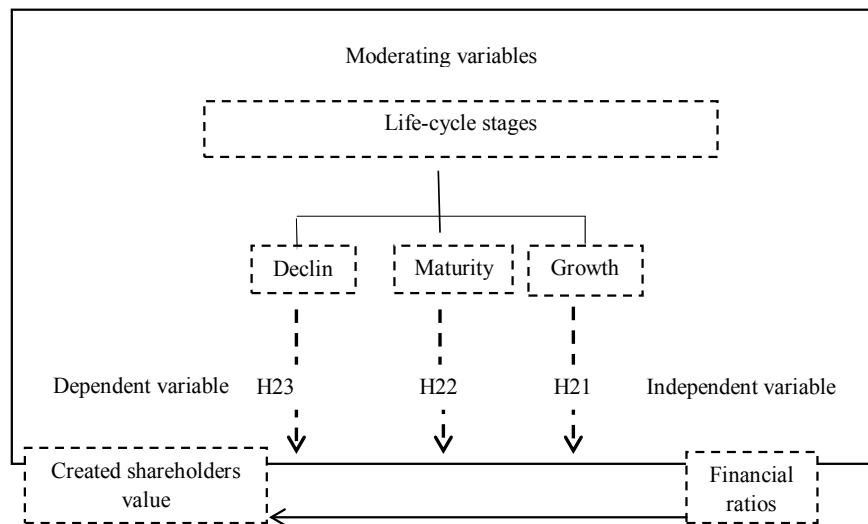 Moderating variables
Life-cycle stages
Declin
Maturity
Growth
Dependent variable
H23
H22
H21
Independent variable
Created shareholders
value
Financial
ratios